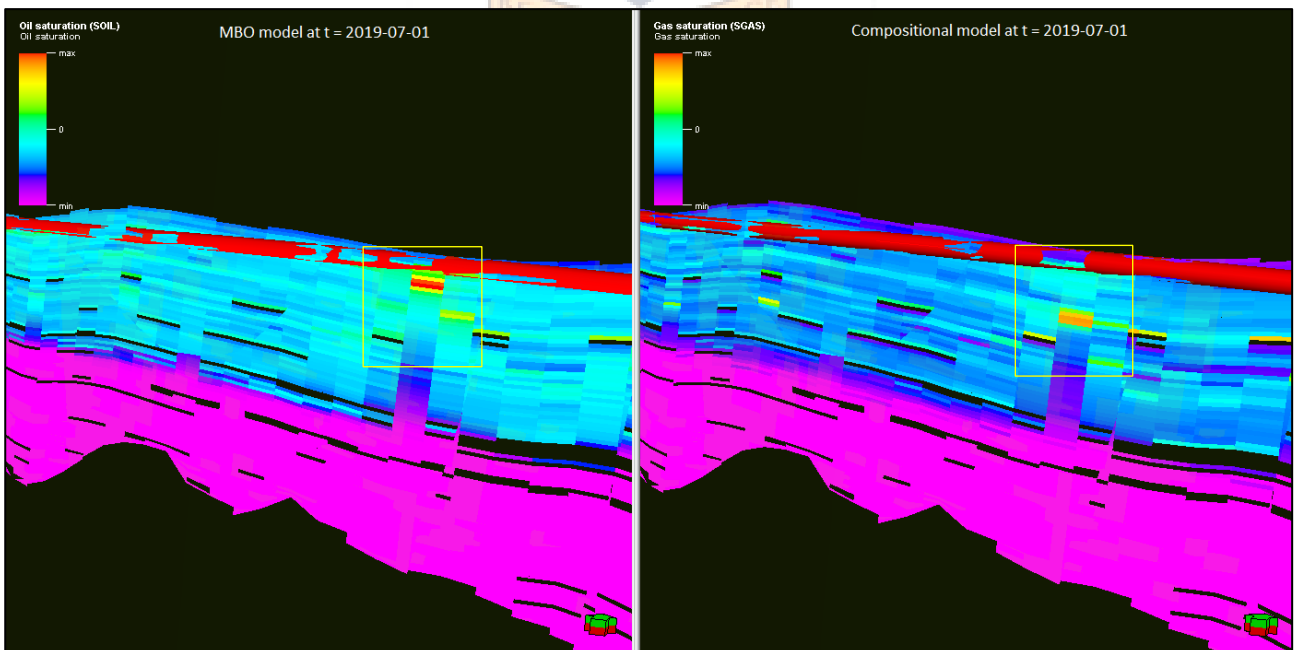 Oil saturation (SOIL)
Oil saturation
MBO model at t = 2019-07-01
max
0
min
Gas saturation (SGAS)
Gas saturation
Compositional model at t = 2019-07-01
max
0
min